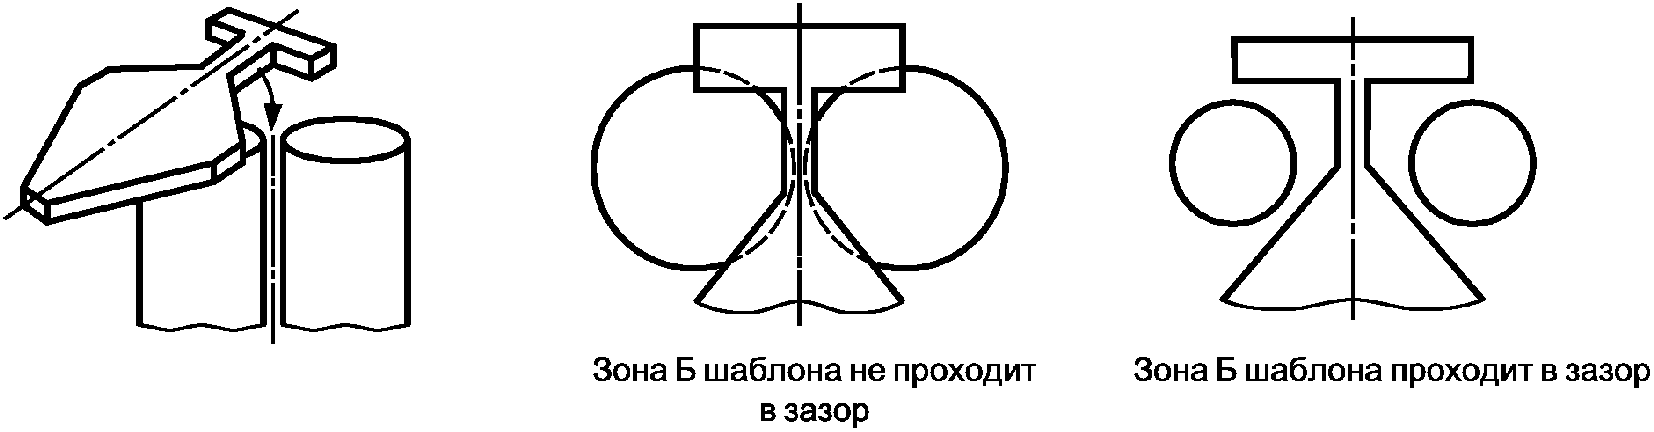 Зона Б шаблона не проходит
в зазор
Зона Б шаблона проходит в зазор